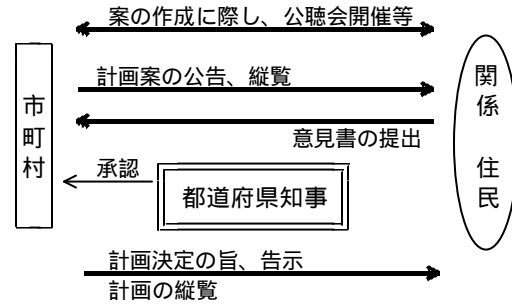 案の作成に際し、公聴会開催等
計画案の公告、縦覧
市町村
関係住民
意見書の提出
承認
都道府県知事
計画決定の旨、告示
計画の縦覧